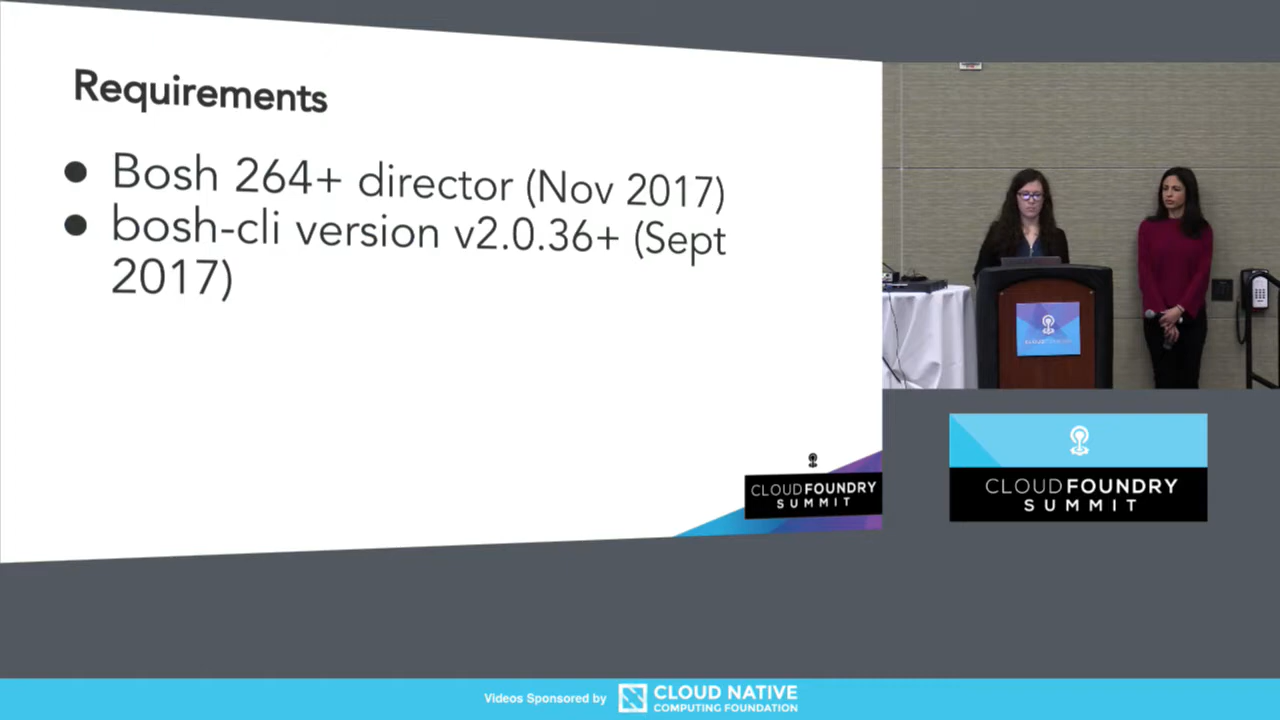 Requirements
● Bosh 264+ director (Nov 2017)
● bosh-cli version v2.0.36+ (Sept
2017)
CLOUDFOUNDRY
SUMMIT
CLOUDFOUNDRY
SUMMIT
Videos Sponsored by
CLOUD NATIVE
COMPUTING FOUNDATION